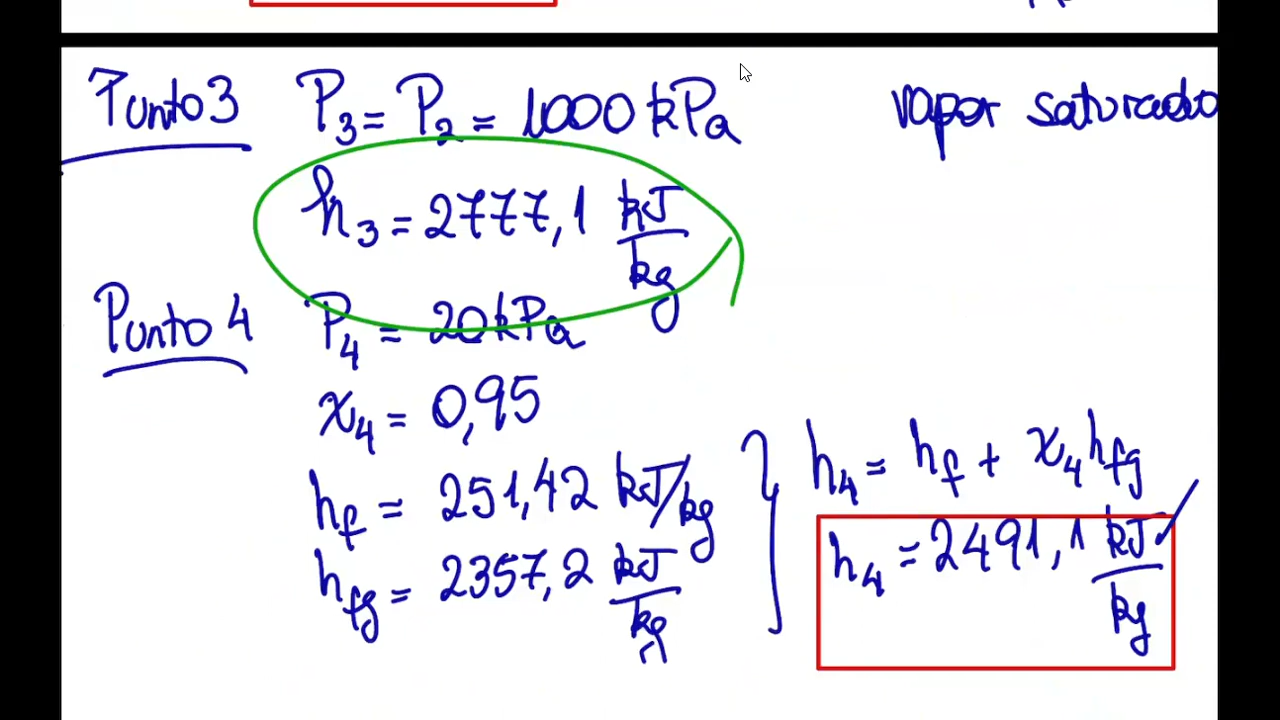 Punto 3 P3 = P2 = 1000 kPa vapor saturado
h3 = 2777,1 kJ/kg
Punto 4 P4 = 20 kPa
x4 = 0,95
hf = 251,42 kJ/kg
hfg = 2357,2 kJ/kg
h4 = hf + x4 hfg
h4 = 2491,1 kJ/kg